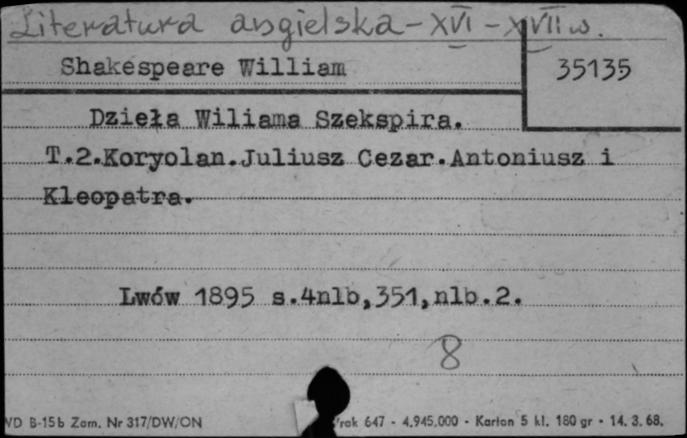 Literatura angielska - XVI - XVII w.
Shakespeare William 35135
Dzieła Wiliama Szekspira.
T.2.Koryolan.Juliusz Cezar.Antoniusz i
Kleopatra.
Lwów 1895 s.4nlb,351,nlb.2.
8
WD B-15b Zam. Nr 317/DW/ON 647 - 4.945.000 - Karton 5 kl. 180 gr - 14. 3. 68.